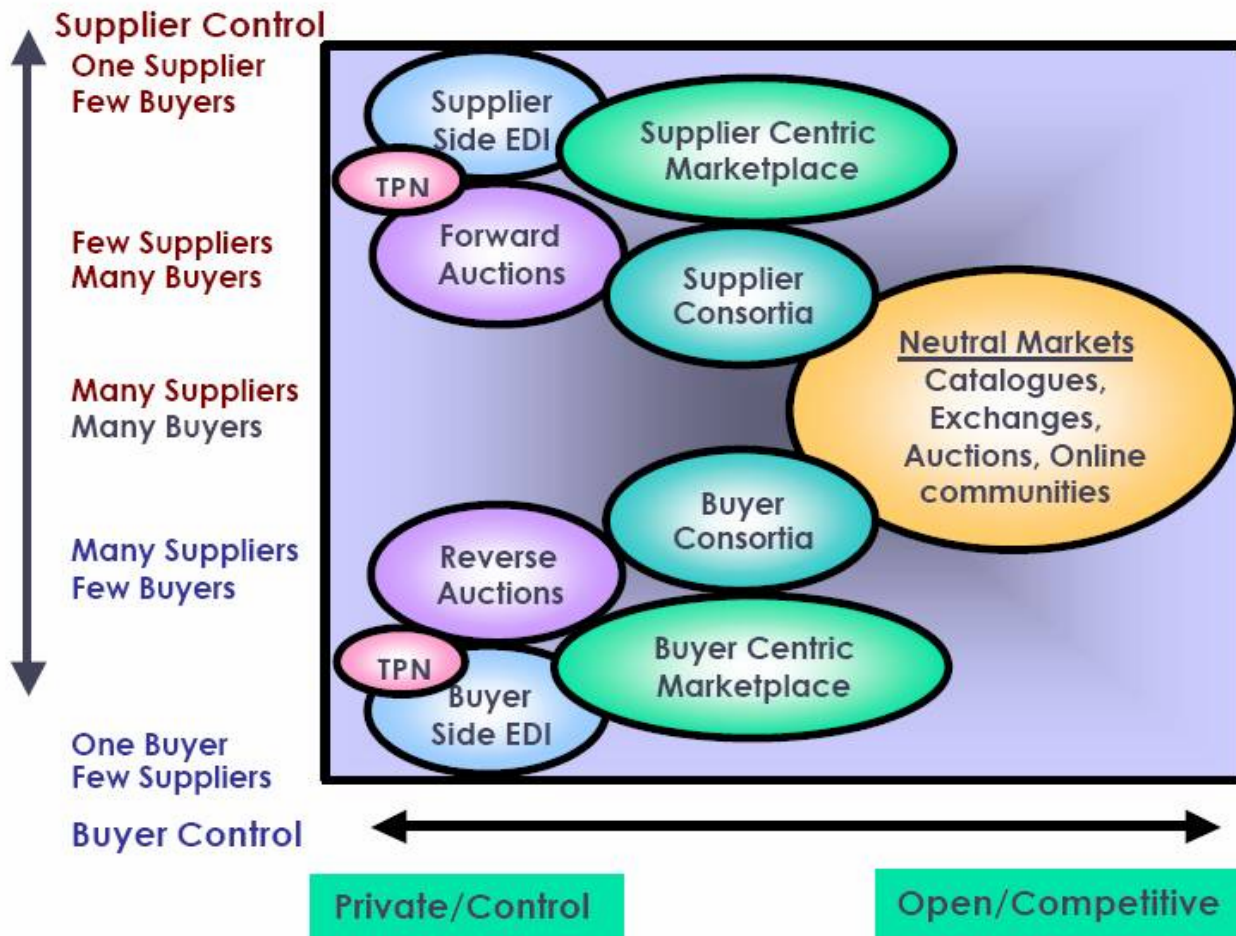 Supplier Control
One Supplier
Few Buyers
Supplier
Side EDI
Supplier Centric
Marketplace
TPN
Few Suppliers
Many Buyers
Forward
Auctions
Supplier
Consortia
Many Suppliers
Many Buyers
Neutral Markets
Catalogues,
Exchanges,
Auctions, Online
communities
Many Suppliers
Few Buyers
Reverse
Auctions
Buyer
Consortia
TPN
Buyer
Side EDI
Buyer Centric
Marketplace
One Buyer
Few Suppliers
Buyer Control
Private/Control
Open/Competitive